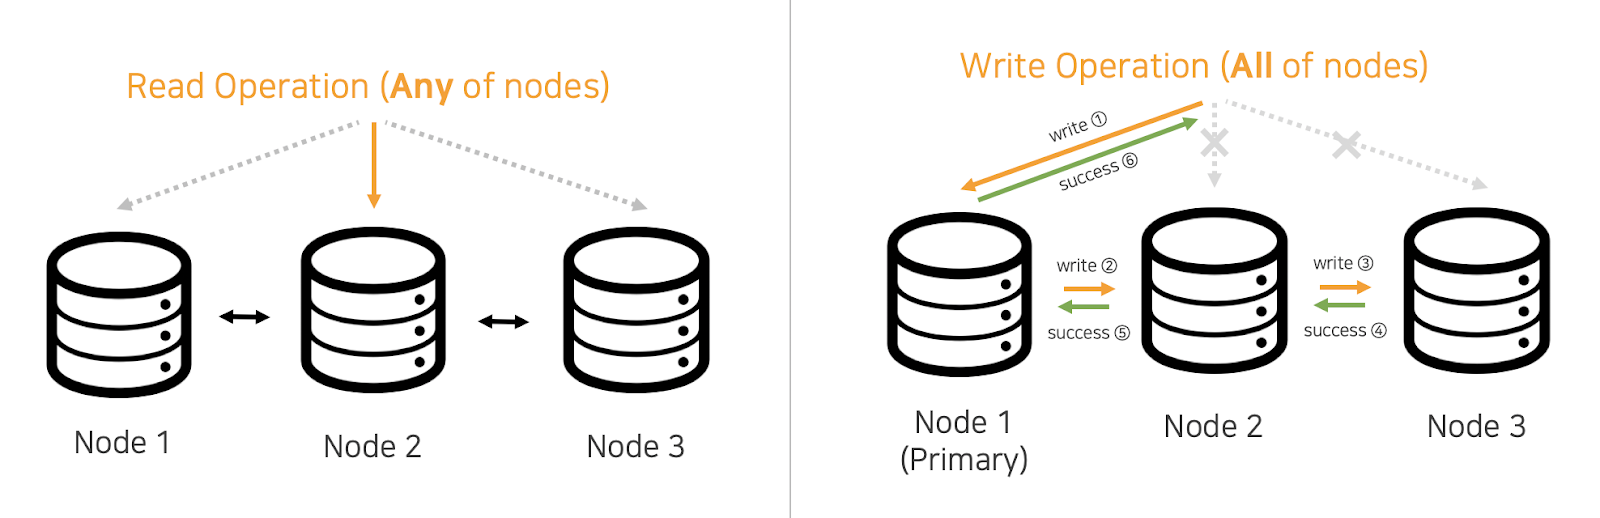 Read Operation (Any of nodes)
Node 1
Node 2
Node 3
Write Operation (All of nodes)
write ①
success ⑥
write ②
success ⑤
write ③
success ④
Node 1
(Primary)
Node 2
Node 3